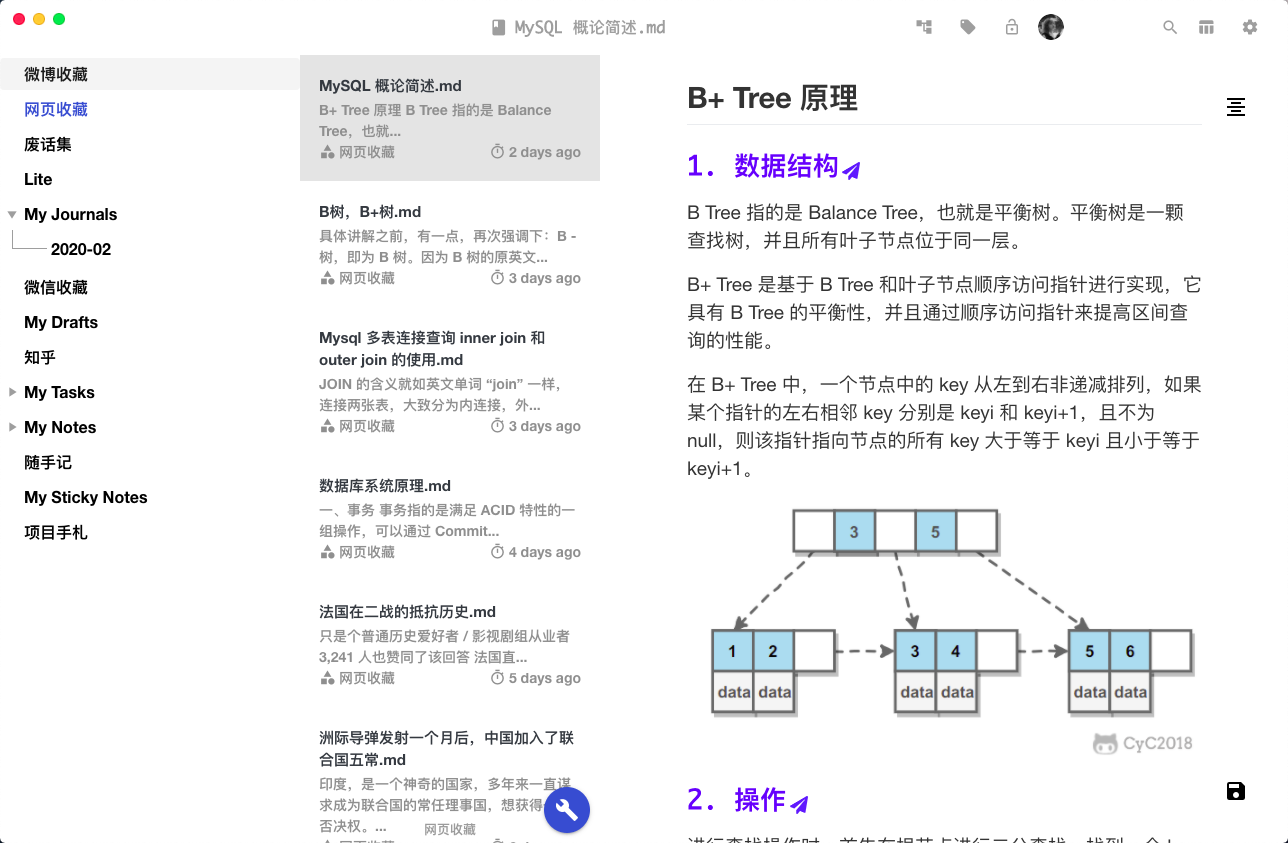 MySQL 概论简述.md
微博收藏
网页收藏
废话集
Lite
My Journals
2020-02
微信收藏
My Drafts
知乎
My Tasks
My Notes
随手记
My Sticky Notes
项目手札
MySQL 概论简述.md
B+ Tree 原理 B Tree 指的是 Balance
Tree，也就...
网页收藏
2 days ago
B树，B+树.md
具体讲解之前，有一点，再次强调下：B -
树，即为 B 树。因为 B 树的原英文...
网页收藏
3 days ago
Mysql 多表连接查询 inner join 和
outer join 的使用.md
JOIN 的含义就如英文单词 “join” 一样，
连接两张表，大致分为内连接，外...
网页收藏
3 days ago
数据库系统原理.md
一、事务 事务指的是满足 ACID 特性的一
组操作，可以通过 Commit...
网页收藏
4 days ago
法国在二战的抵抗历史.md
只是个普通历史爱好者 / 影视剧组从业者
3,241 人也赞同了该回答 法国直...
网页收藏
5 days ago
洲际导弹发射一个月后，中国加入了联
合国五常.md
印度，是一个神奇的国家，多年来一直谋
求成为联合国的常任理事国，想获得
否决权。...
网页收藏
B+ Tree 原理
1. 数据结构
B Tree 指的是 Balance Tree，也就是平衡树。平衡树是一颗
查找树，并且所有叶子节点位于同一层。
B+ Tree 是基于 B Tree 和叶子节点顺序访问指针进行实现，它
具有 B Tree 的平衡性，并且通过顺序访问指针来提高区间查
询的性能。
在 B+ Tree 中，一个节点中的 key 从左到右非递减排列，如果
某个指针的左右相邻 key 分别是 keyi 和 keyi+1，且不为
null，则该指针指向节点的所有 key 大于等于 keyi 且小于等于
keyi+1。
3 5
1 2 3 4 5 6
data data data data data data
CyC2018
2. 操作